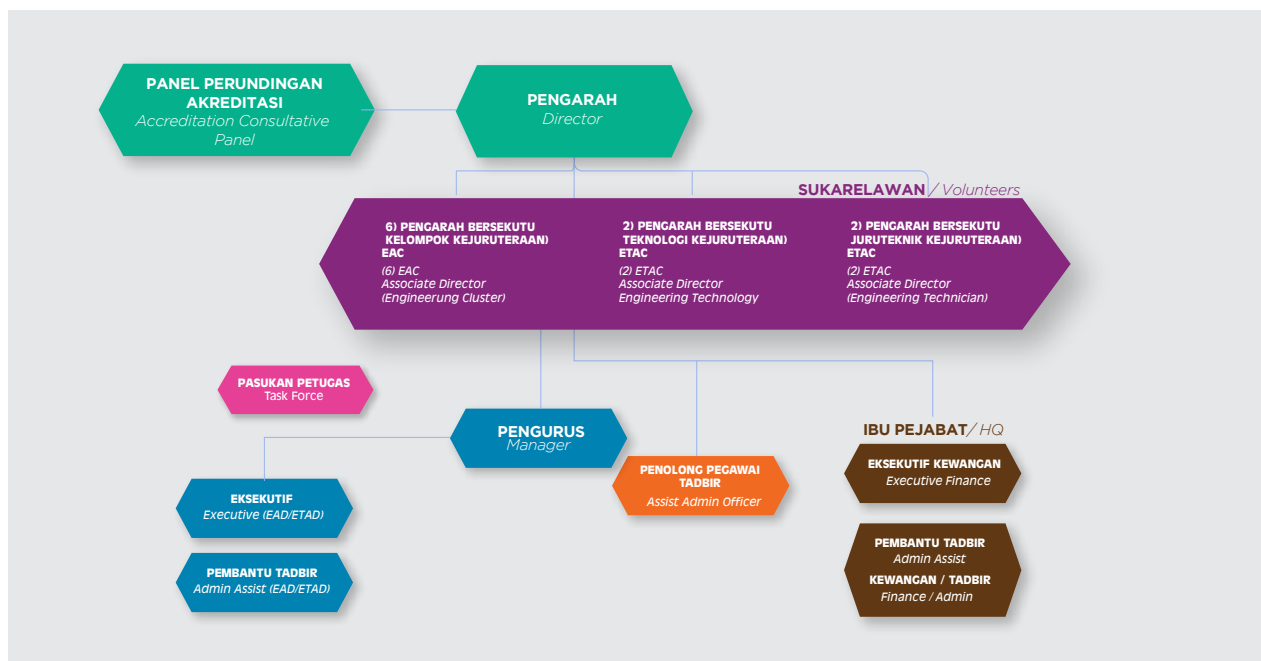 PANEL PERUNDINGAN
AKREDITASI
Accreditation Consultative
Panel
PENGARAH
Director
SUKARELAWAN / Volunteers
6) PENGARAH BERSEKUTU
KELOMPOK KEJURUTERAAN)
EAC
(6) EAC
Associate Director
(Engineerung Cluster)
2) PENGARAH BERSEKUTU
TEKNOLOGI KEJURUTERAAN)
ETAC
(2) ETAC
Associate Director
Engineering Technology
2) PENGARAH BERSEKUTU
JURUTEKNIK KEJURUTERAAN)
ETAC
(2) ETAC
Associate Director
(Engineering Technician)
PASUKAN PETUGAS
Task Force
PENGURUS
Manager
EKSEKUTIF
Executive (EAD/ETAD)
PEMBANTU TADBIR
Admin Assist (EAD/ETAD)
PENOLONG PEGAWAI
TADBIR
Assist Admin Officer
IBU PEJABAT/ HQ
EKSEKUTIF KEWANGAN
Executive Finance
PEMBANTU TADBIR
Admin Assist
KEWANGAN / TADBIR
Finance / Admin